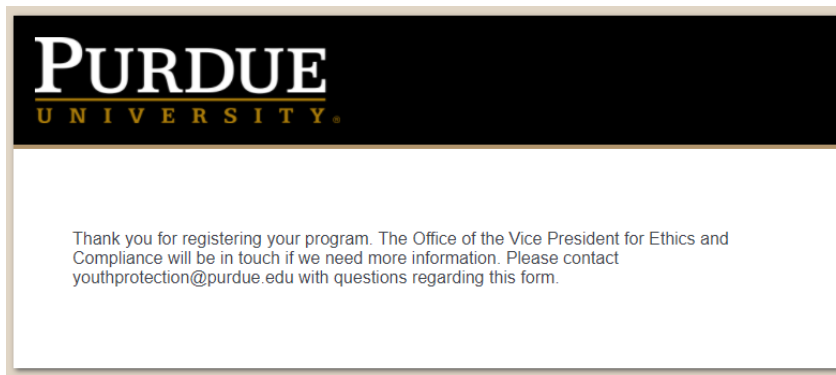 PURDUE
UNIVERSITY®
Thank you for registering your program. The Office of the Vice President for Ethics and
Compliance will be in touch if we need more information. Please contact
youthprotection@purdue.edu with questions regarding this form.